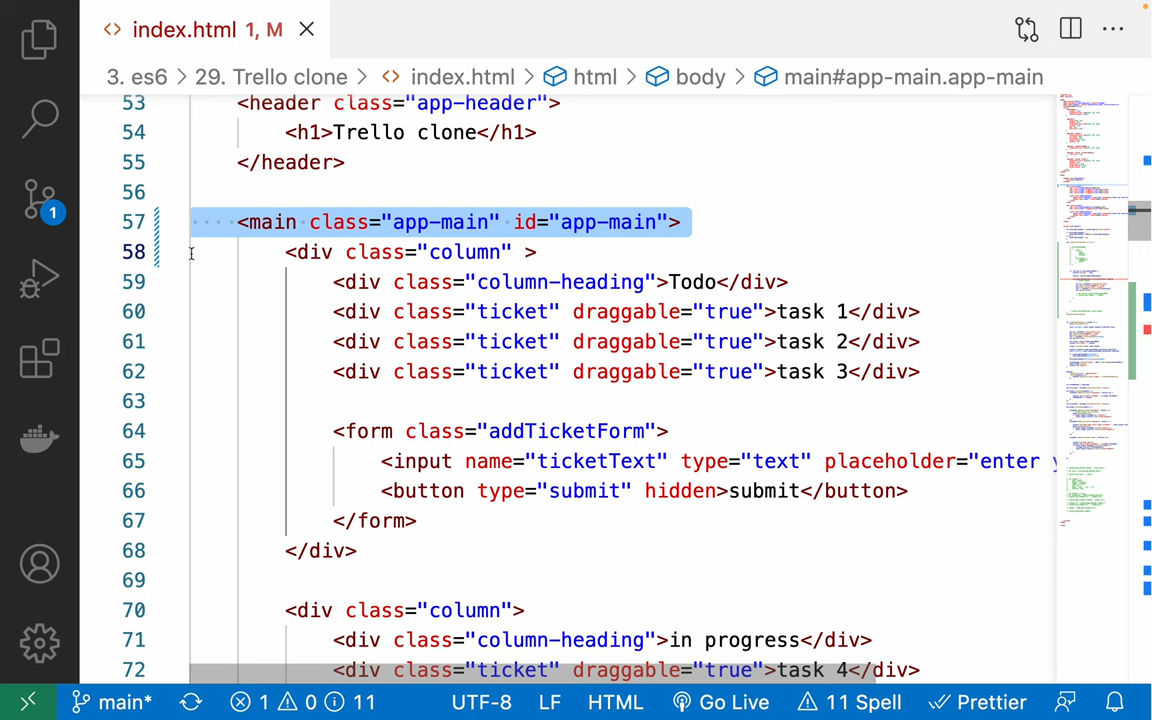 index.html 1, M
3. es6 > 29. Trello clone > index.html > html > body > main#app-main.app-main
53 <header class="app-header">
54 <h1>Trello clone</h1>
55 </header>
56
57 <main class="app-main" id="app-main">
58 <div class="column" >
59 <div class="column-heading">Todo</div>
60 <div class="ticket" draggable="true">task 1</div>
61 <div class="ticket" draggable="true">task 2</div>
62 <div class="ticket" draggable="true">task 3</div>
63
64 <form class="addTicketForm">
65 <input name="ticketText" type="text" placeholder="enter y
66 <button type="submit" hidden>submit</button>
67 </form>
68 </div>
69
70 <div class="column">
71 <div class="column-heading">in progress</div>
72 <div class="ticket" draggable="true">task 4</div>
1
main* 1 0 11 UTF-8 LF HTML Go Live 11 Spell Prettier